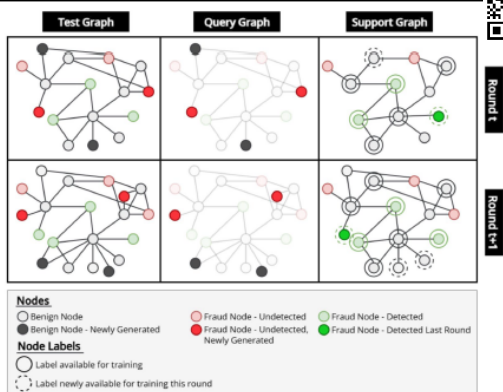 Test Graph Query Graph Support Graph
Round t
Round t+1
Nodes
Benign Node Fraud Node - Undetected Fraud Node - Detected
Benign Node - Newly Generated Fraud Node - Undetected, Newly Generated Fraud Node - Detected Last Round
Node Labels
Label available for training
Label newly available for training this round